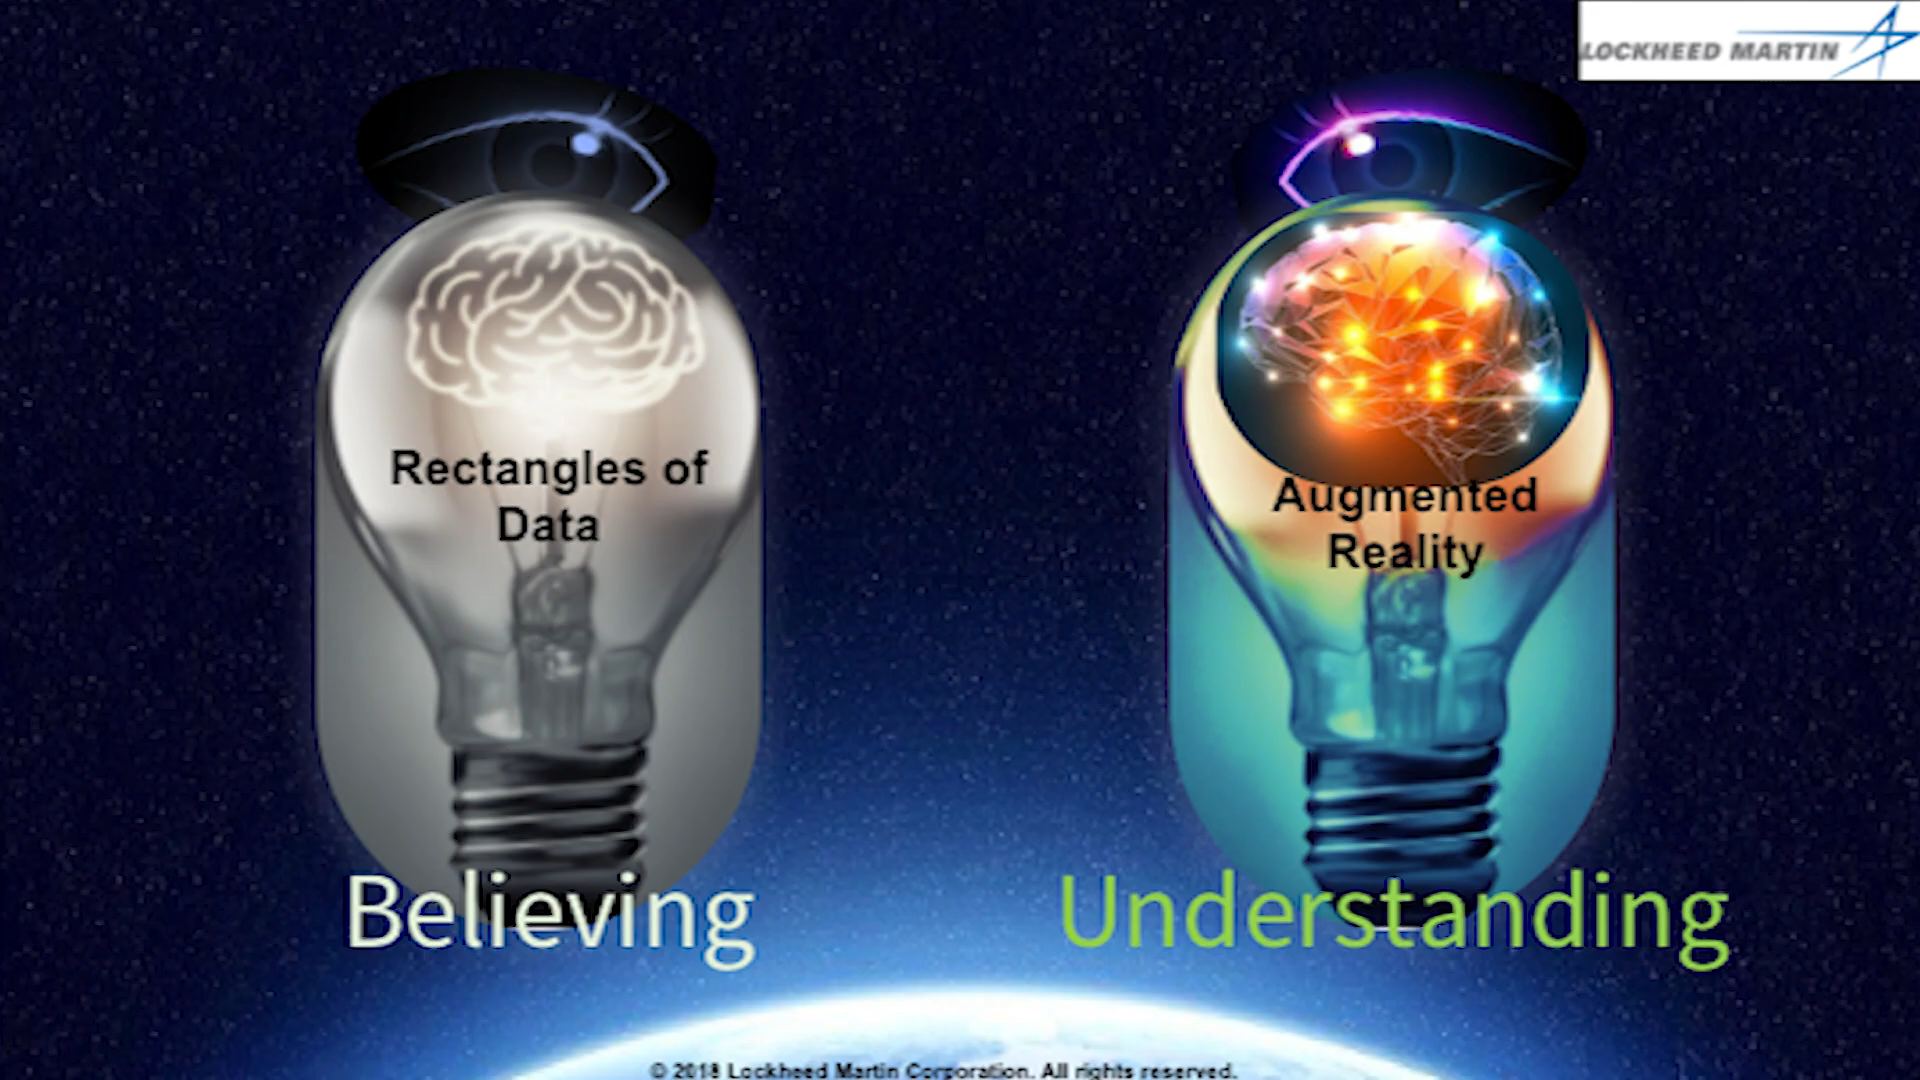 LOCKHEED MARTIN
Rectangles of
Data
Augmented
Reality
Believing
Understanding
© 2018 Lockheed Martin Corporation. All rights reserved.